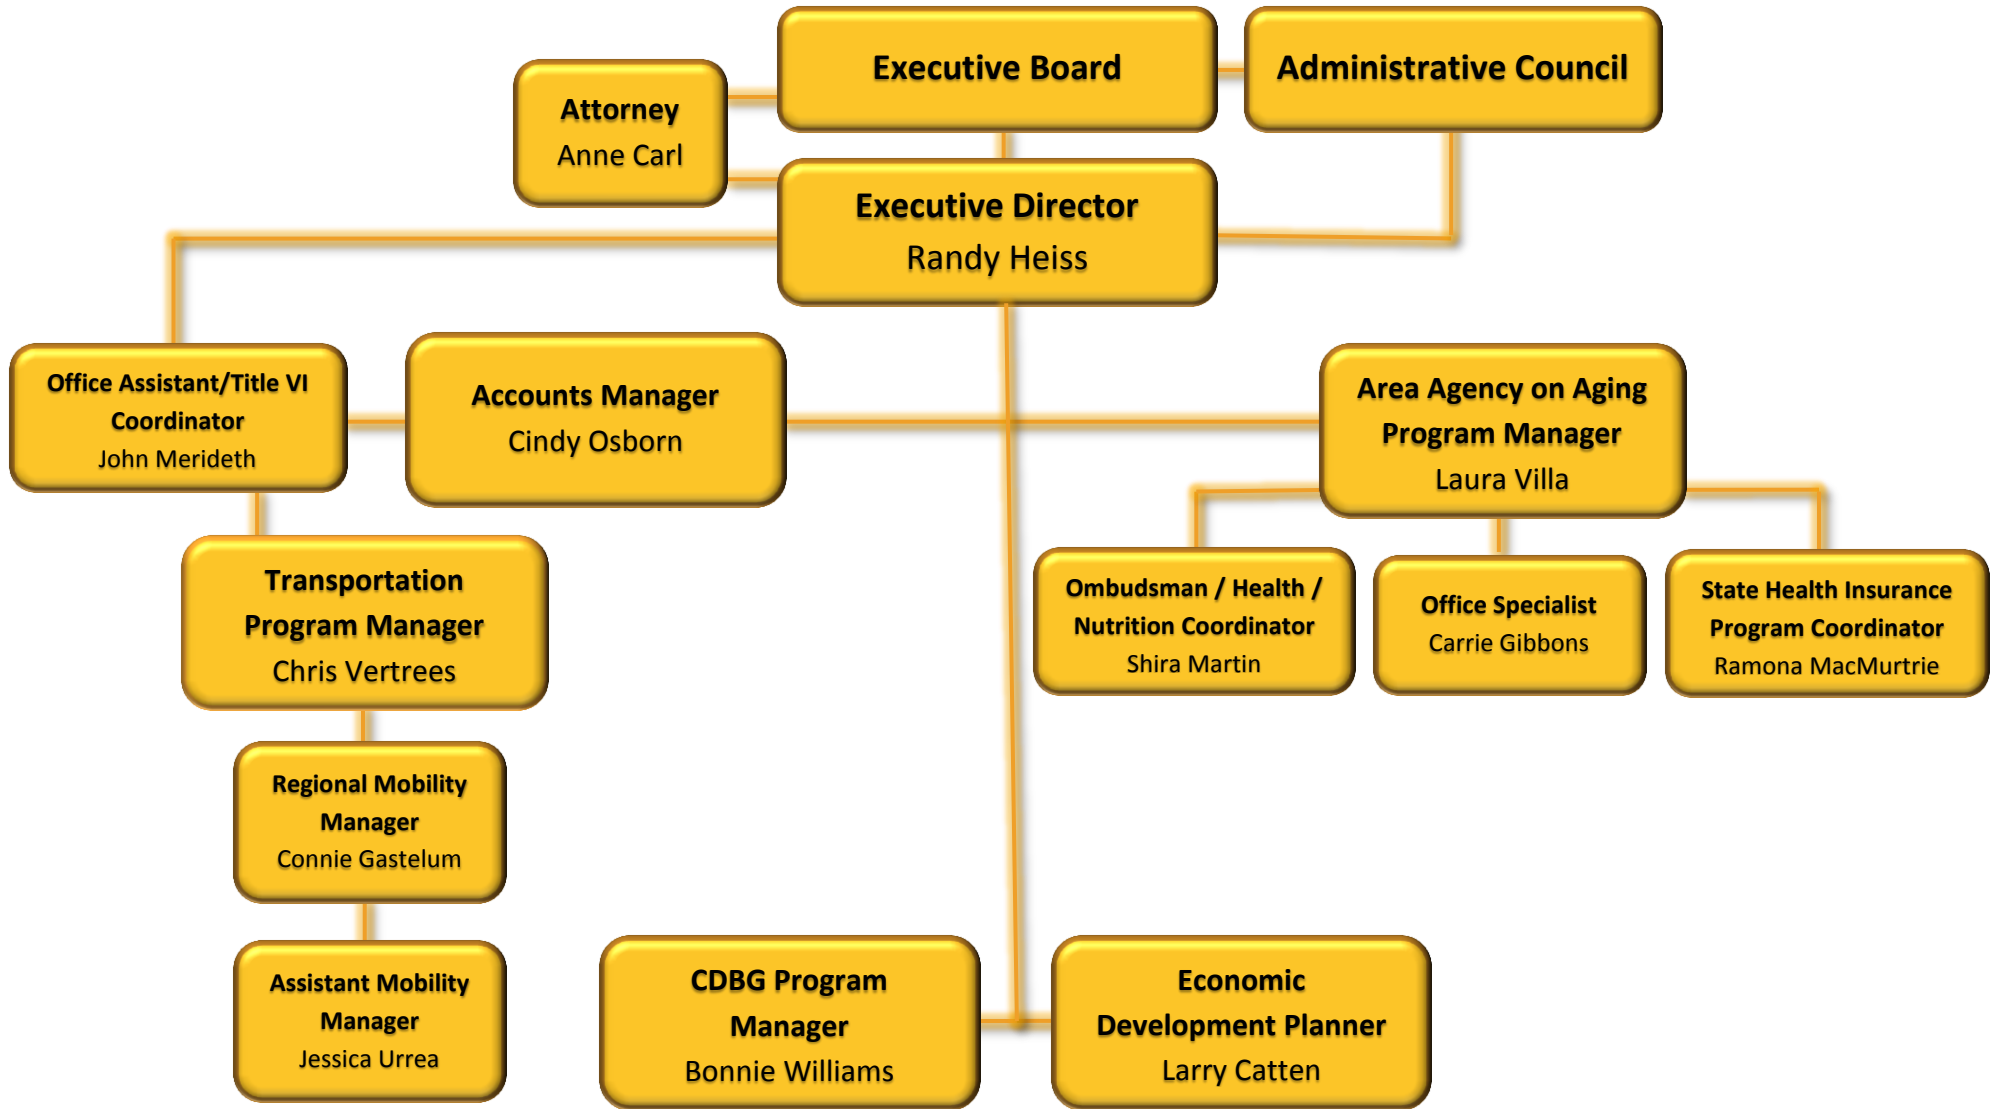 Executive Board
Administrative Council
Attorney
Anne Carl
Executive Director
Randy Heiss
Office Assistant/Title VI
Coordinator
John Merideth
Accounts Manager
Cindy Osborn
Area Agency on Aging
Program Manager
Laura Villa
Transportation
Program Manager
Chris Vertrees
Ombudsman / Health /
Nutrition Coordinator
Shira Martin
Office Specialist
Carrie Gibbons
State Health Insurance
Program Coordinator
Ramona MacMurtrie
Regional Mobility
Manager
Connie Gastelum
Assistant Mobility
Manager
Jessica Urrea
CDBG Program
Manager
Bonnie Williams
Economic
Development Planner
Larry Catten